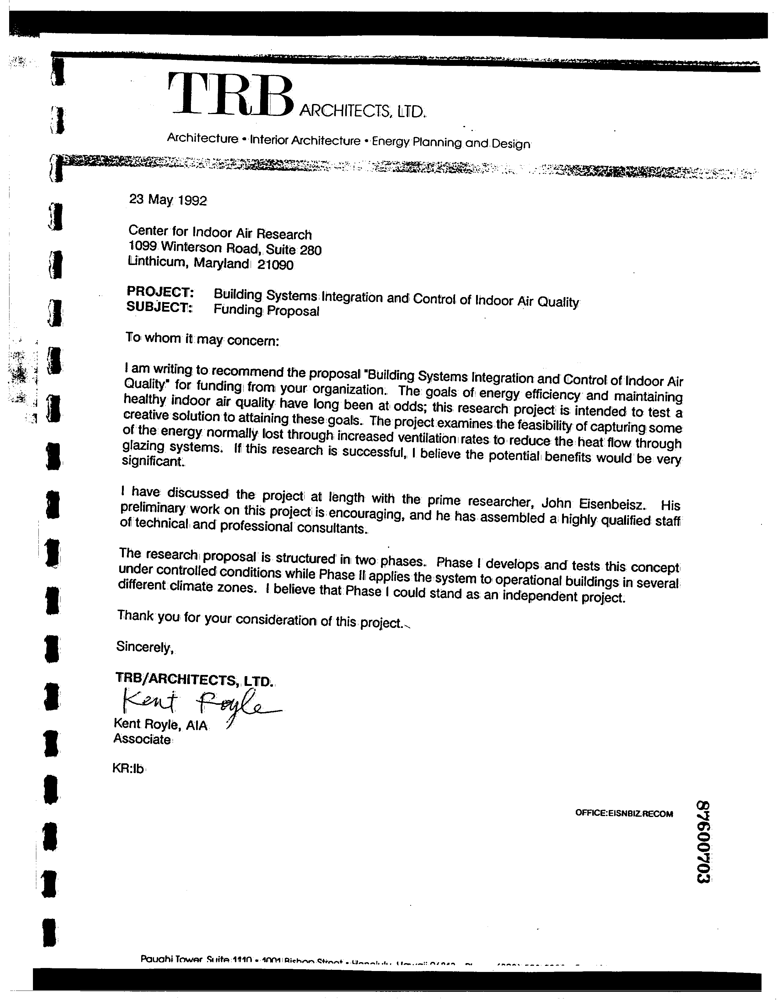 TRB ARCHITECTS, LTD.
Architecture • Interior Architecture • Energy Planning and Design
23 May 1992
Center for Indoor Air Research
1099 Winterson Road, Suite 280
Linthicum, Maryland 21090
PROJECT: Building Systems Integration and Control of Indoor Air Quality
SUBJECT: Funding Proposal
To whom it may concern:
I am writing to recommend the proposal "Building Systems Integration and Control of Indoor Air
Quality" for funding from your organization. The goals of energy efficiency and maintaining
healthy indoor air quality have long been at odds; this research project is intended to test a
creative solution to attaining these goals. The project examines the feasibility of capturing some
of the energy normally lost through increased ventilation rates to reduce the heat flow through
glazing systems. If this research is successful, I believe the potential benefits would be very
significant.
I have discussed the project at length with the prime researcher, John Eisenbeisz. His
preliminary work on this project is encouraging, and he has assembled a highly qualified staff
of technical and professional consultants.
The research proposal is structured in two phases. Phase I develops and tests this concept
under controlled conditions while Phase II applies the system to operational buildings in several
different climate zones. I believe that Phase I could stand as an independent project.
Thank you for your consideration of this project.
Sincerely,
TRB/ARCHITECTS, LTD.
Kent Royle
Kent Royle, AIA
Associate
KR:lb
OFFICE:EISNBIZ.RECOM
87600703
Pauahi Tower Suite 1110 • 1001 Bishop Street • Honolulu, Hawaii